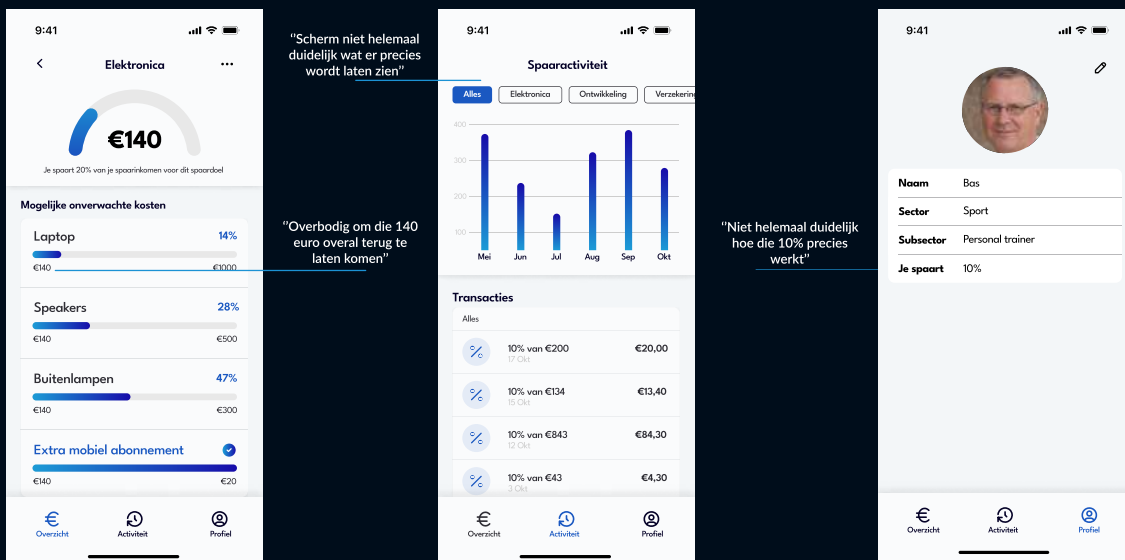 9:41
Elektronica
€140
Je spaart 20% van je spaarinkomen voor dit spaardoel
Mogelijke onverwachte kosten
Laptop 14%
€140 €1000
Speakers 28%
€140 €500
Buitenlampen 47%
€140 €300
Extra mobiel abonnement
€140 €20
Overzicht Activiteit Profiel
‘’Scherm niet helemaal
duidelijk wat er precies
wordt laten zien”
‘’Overbodig om die 140
euro overal terug te
laten komen”
9:41
Spaaractiviteit
Alles Elektronica Ontwikkeling Verzekering
400
300
200
100
Mei Jun Jul Aug Sep Okt
Transacties
Alles
10% van €200 €20,00
17 Okt
10% van €134 €13,40
15 Okt
10% van €843 €84,30
12 Okt
10% van €43 €4,30
3 Okt
Overzicht Activiteit Profiel
‘’Niet helemaal duidelijk
hoe die 10% precies
werkt”
9:41
Naam Bas
Sector Sport
Subsector Personal trainer
Je spaart 10%
Overzicht Activiteit Profiel